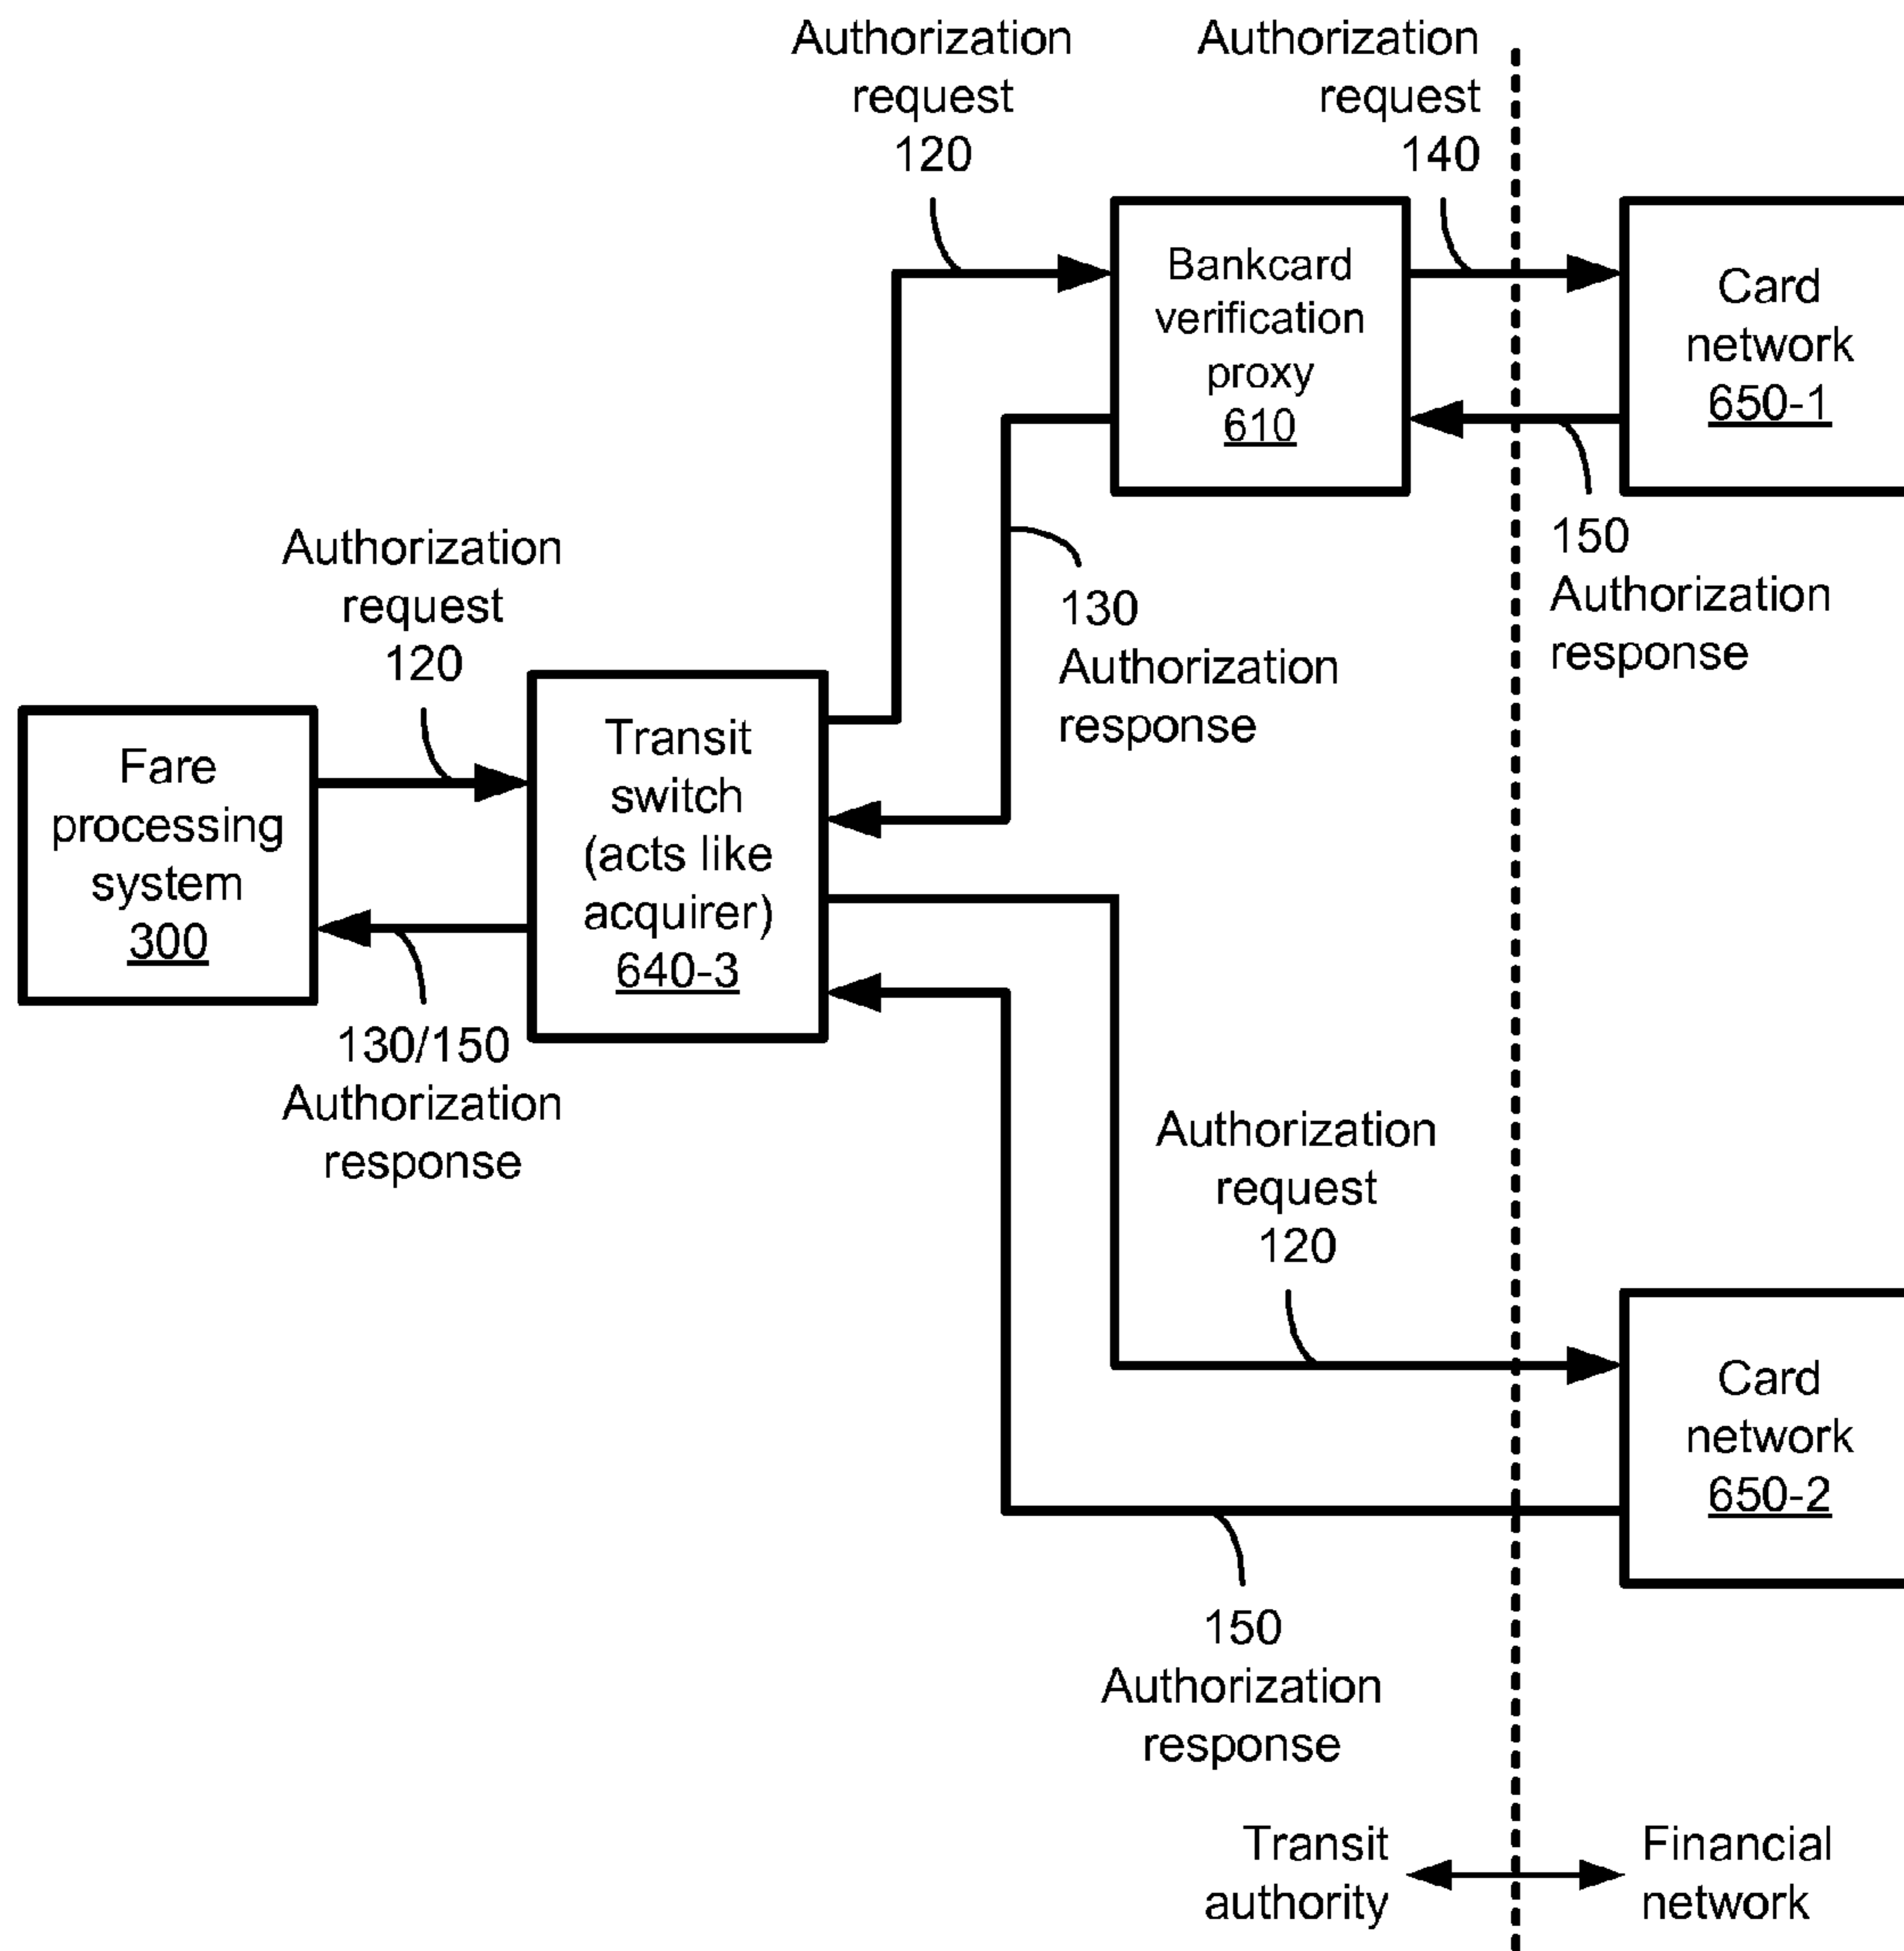 Authorization
request
120
Authorization
request
140
Bankcard
verification
proxy
610
Card
network
650-1
150
Authorization
response
130
Authorization
response
Authorization
request
120
Fare
processing
system
300
Transit
switch
(acts like
acquirer)
640-3
130/150
Authorization
response
Authorization
request
120
Card
network
650-2
150
Authorization
response
Transit
authority
Financial
network